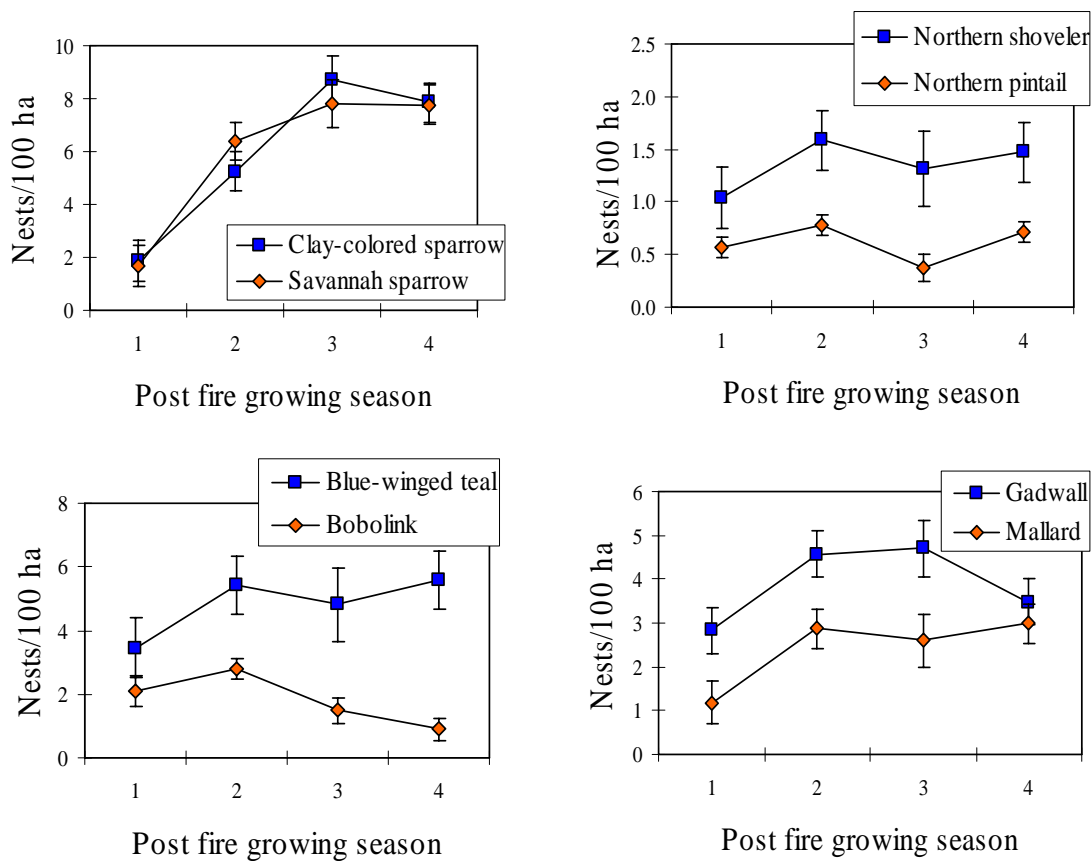 10
8
6
4
2
0
Nests/100 ha
Clay-colored sparrow
Savannah sparrow
1 2 3 4
Post fire growing season
Northern shoveler
Northern pintail
2.5
2.0
1.5
1.0
0.5
0.0
Nests/100 ha
1 2 3 4
Post fire growing season
Blue-winged teal
Bobolink
8
6
4
2
0
Nests/100 ha
1 2 3 4
Post fire growing season
Gadwall
Mallard
6
5
4
3
2
1
0
Nests/100 ha
1 2 3 4
Post fire growing season